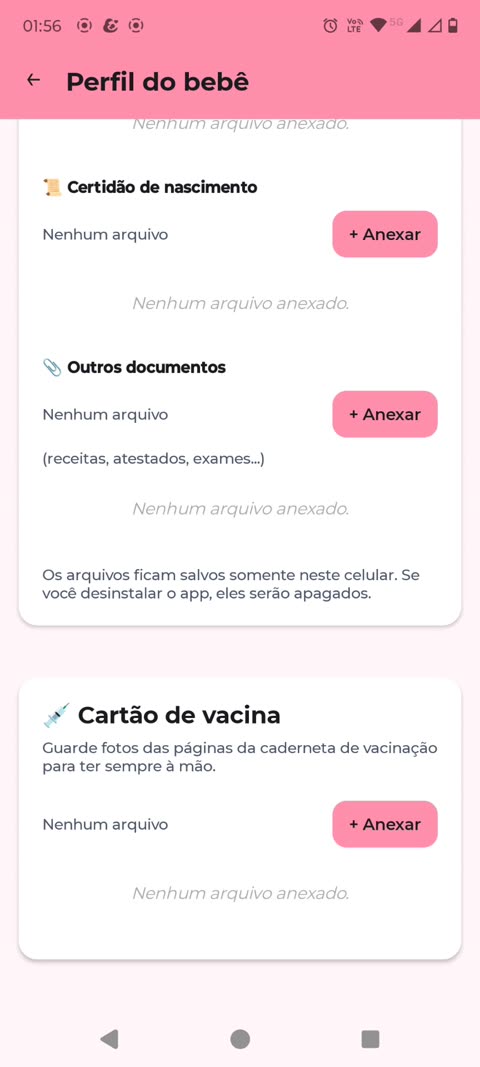 01:56
Vo)) 5G
LTE
Perfil do bebê
Nenhum arquivo anexado.
Certidão de nascimento
Nenhum arquivo
+ Anexar
Nenhum arquivo anexado.
Outros documentos
Nenhum arquivo
+ Anexar
(receitas, atestados, exames...)
Nenhum arquivo anexado.
Os arquivos ficam salvos somente neste celular. Se
você desinstalar o app, eles serão apagados.
Cartão de vacina
Guarde fotos das páginas da caderneta de vacinação
para ter sempre à mão.
Nenhum arquivo
+ Anexar
Nenhum arquivo anexado.